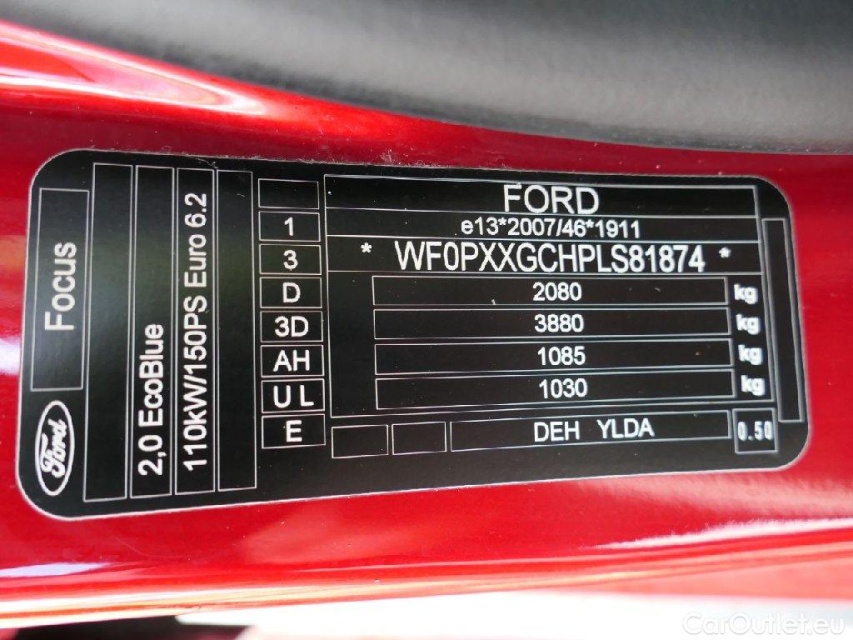 Focus
Ford
2,0 EcoBlue
110kW/150PS Euro 6.2
1
3
D
3D
AH
U L
E
FORD
e13*2007/46*1911
* WF0PXXGCHPLS81874 *
2080 kg
3880 kg
1085 kg
1030 kg
DEH YLDA 0.50
CarOutlet.eu